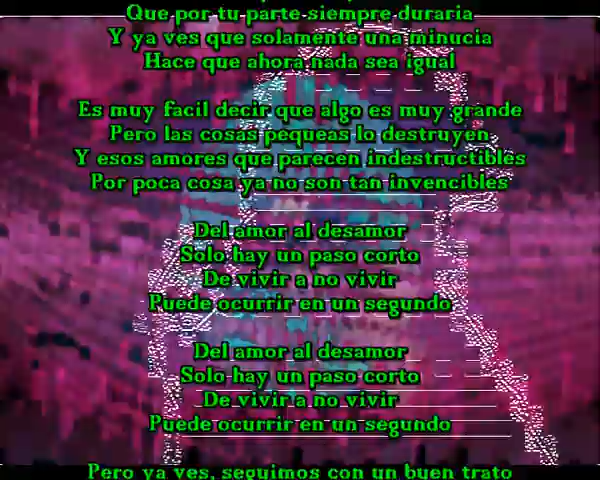 Que por tu parte siempre duraria
Y ya ves que solamente una minucia
Hace que ahora nada sea igual
Es muy facil decir que algo es muy grande
Pero las cosas pequeas lo destruyen
Y esos amores que parecen indestructibles
Por poca cosa ya no son tan invencibles
Del amor al desamor
Solo hay un paso corto
De vivir a no vivir
Puede ocurrir en un segundo
Del amor al desamor
Solo hay un paso corto
De vivir a no vivir
Puede ocurrir en un segundo
Pero ya ves, seguimos con un buen trato